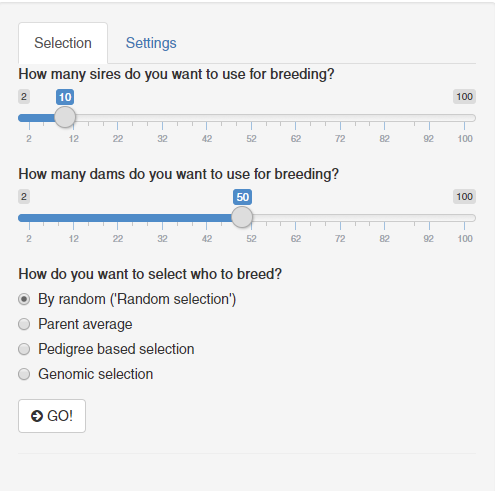 Selection Settings
How many sires do you want to use for breeding?
2 10 100
2 12 22 32 42 52 62 72 82 92 100
How many dams do you want to use for breeding?
2 50 100
2 12 22 32 42 52 62 72 82 92 100
How do you want to select who to breed?
By random ('Random selection')
Parent average
Pedigree based selection
Genomic selection
GO!